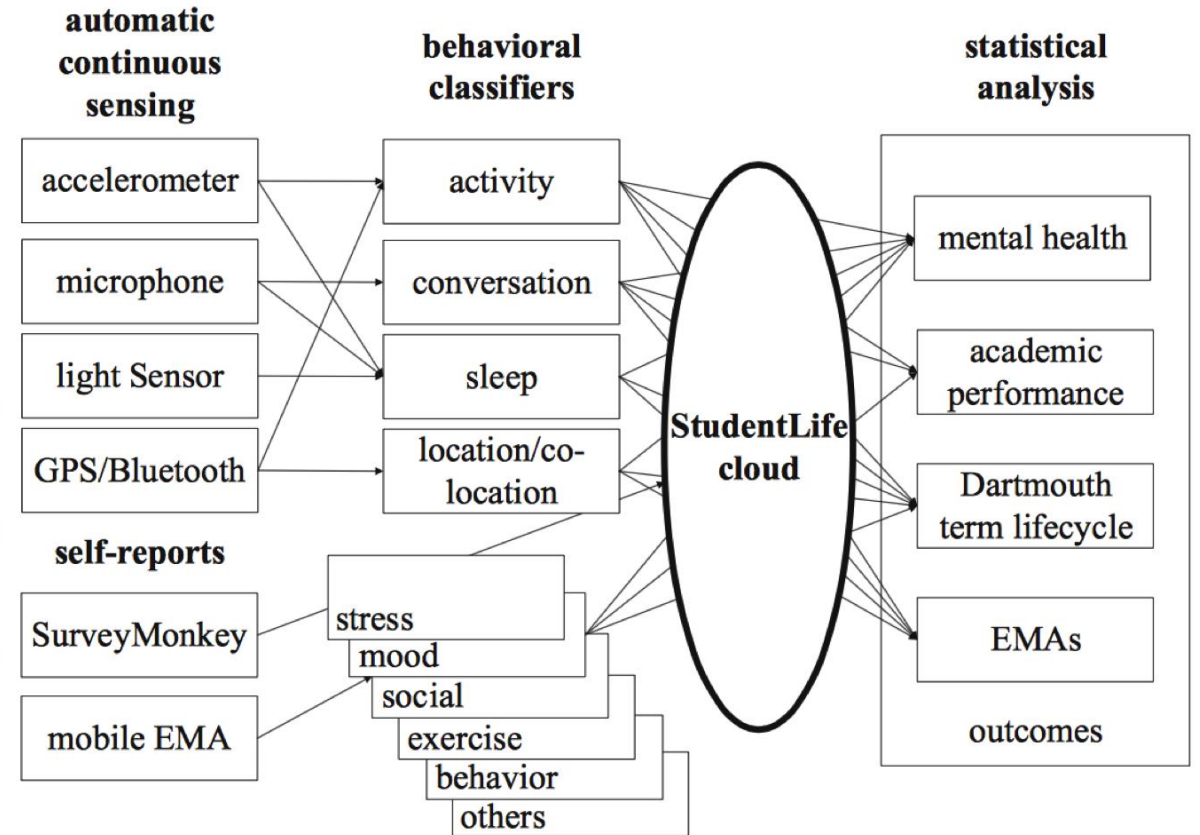 automatic
continuous
sensing
behavioral
classifiers
statistical
analysis
accelerometer
microphone
light Sensor
GPS/Bluetooth
activity
conversation
sleep
location/co-
location
self-reports
SurveyMonkey
mobile EMA
stress
mood
social
exercise
behavior
others
StudentLife
cloud
mental health
academic
performance
Dartmouth
term lifecycle
EMAs
outcomes